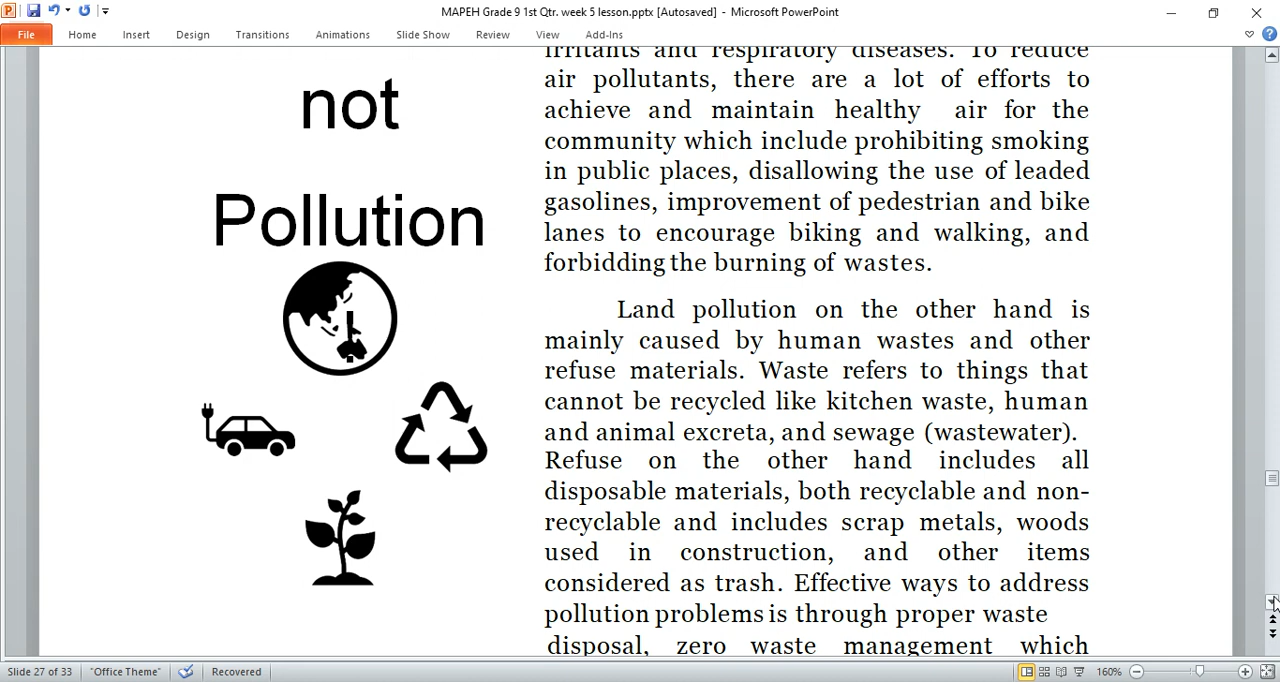 MAPEH Grade 9 1st Qtr. week 5 lesson.pptx [Autosaved] - Microsoft PowerPoint
File Home Insert Design Transitions Animations Slide Show Review View Add-Ins
not
Pollution
irritants and respiratory diseases. To reduce
air pollutants, there are a lot of efforts to
achieve and maintain healthy air for the
community which include prohibiting smoking
in public places, disallowing the use of leaded
gasolines, improvement of pedestrian and bike
lanes to encourage biking and walking, and
forbidding the burning of wastes.
Land pollution on the other hand is
mainly caused by human wastes and other
refuse materials. Waste refers to things that
cannot be recycled like kitchen waste, human
and animal excreta, and sewage (wastewater).
Refuse on the other hand includes all
disposable materials, both recyclable and non-
recyclable and includes scrap metals, woods
used in construction, and other items
considered as trash. Effective ways to address
pollution problems is through proper waste
disposal, zero waste management which
Slide 27 of 33 "Office Theme" Recovered 160%